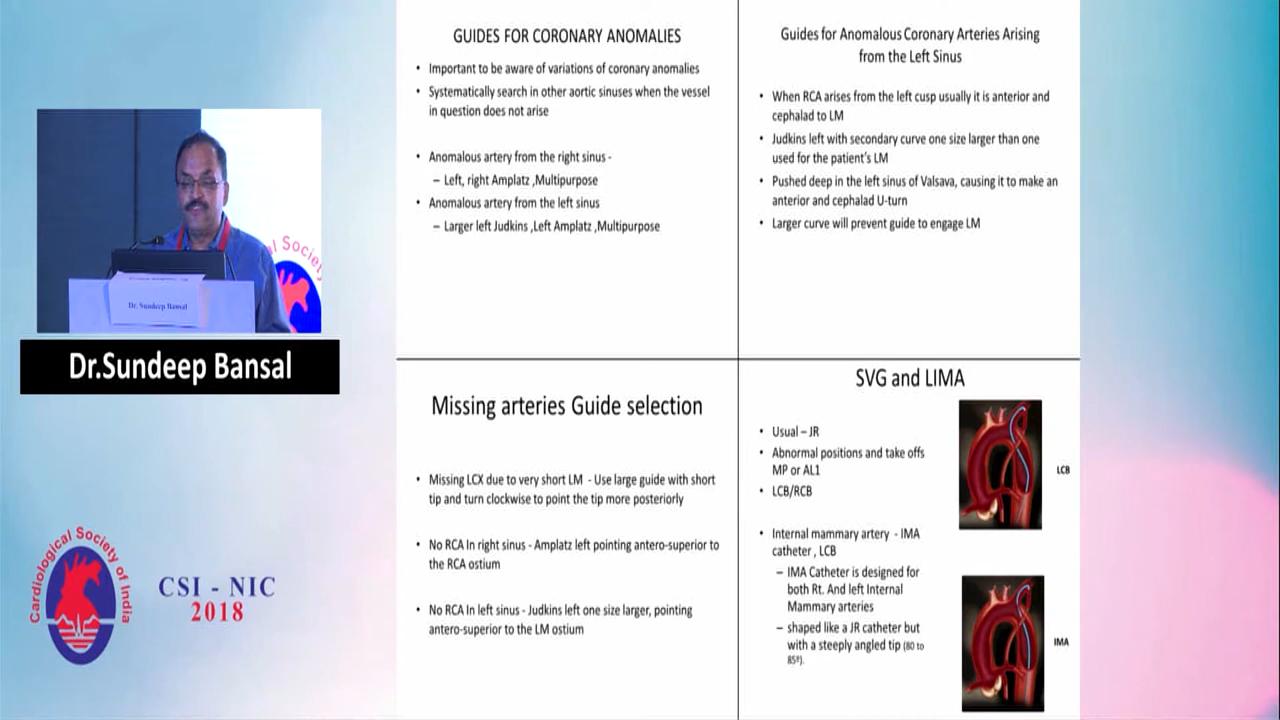 GUIDES FOR CORONARY ANOMALIES
• Important to be aware of variations of coronary anomalies
• Systematically search in other aortic sinuses when the vessel
in question does not arise
• Anomalous artery from the right sinus -
– Left, right Amplatz ,Multipurpose
• Anomalous artery from the left sinus
– Larger left Judkins ,Left Amplatz ,Multipurpose
Guides for Anomalous Coronary Arteries Arising
from the Left Sinus
• When RCA arises from the left cusp usually it is anterior and
cephalad to LM
• Judkins left with secondary curve one size larger than one
used for the patient's LM
• Pushed deep in the left sinus of Valsava, causing it to make an
anterior and cephalad U-turn
• Larger curve will prevent guide to engage LM
Missing arteries Guide selection
• Missing LCX due to very short LM - Use large guide with short
tip and turn clockwise to point the tip more posteriorly
• No RCA In right sinus - Amplatz left pointing antero-superior to
the RCA ostium
• No RCA In left sinus - Judkins left one size larger, pointing
antero-superior to the LM ostium
SVG and LIMA
• Usual – JR
• Abnormal positions and take offs
MP or AL1
• LCB/RCB
• Internal mammary artery - IMA
catheter , LCB
– IMA Catheter is designed for
both Rt. And left Internal
Mammary arteries
– shaped like a JR catheter but
with a steeply angled tip (80 to
85º).
LCB
IMA
al Society
Dr. Sundeep Bansal
Dr.Sundeep Bansal
Cardiological Society of India
CSI - NIC
2018